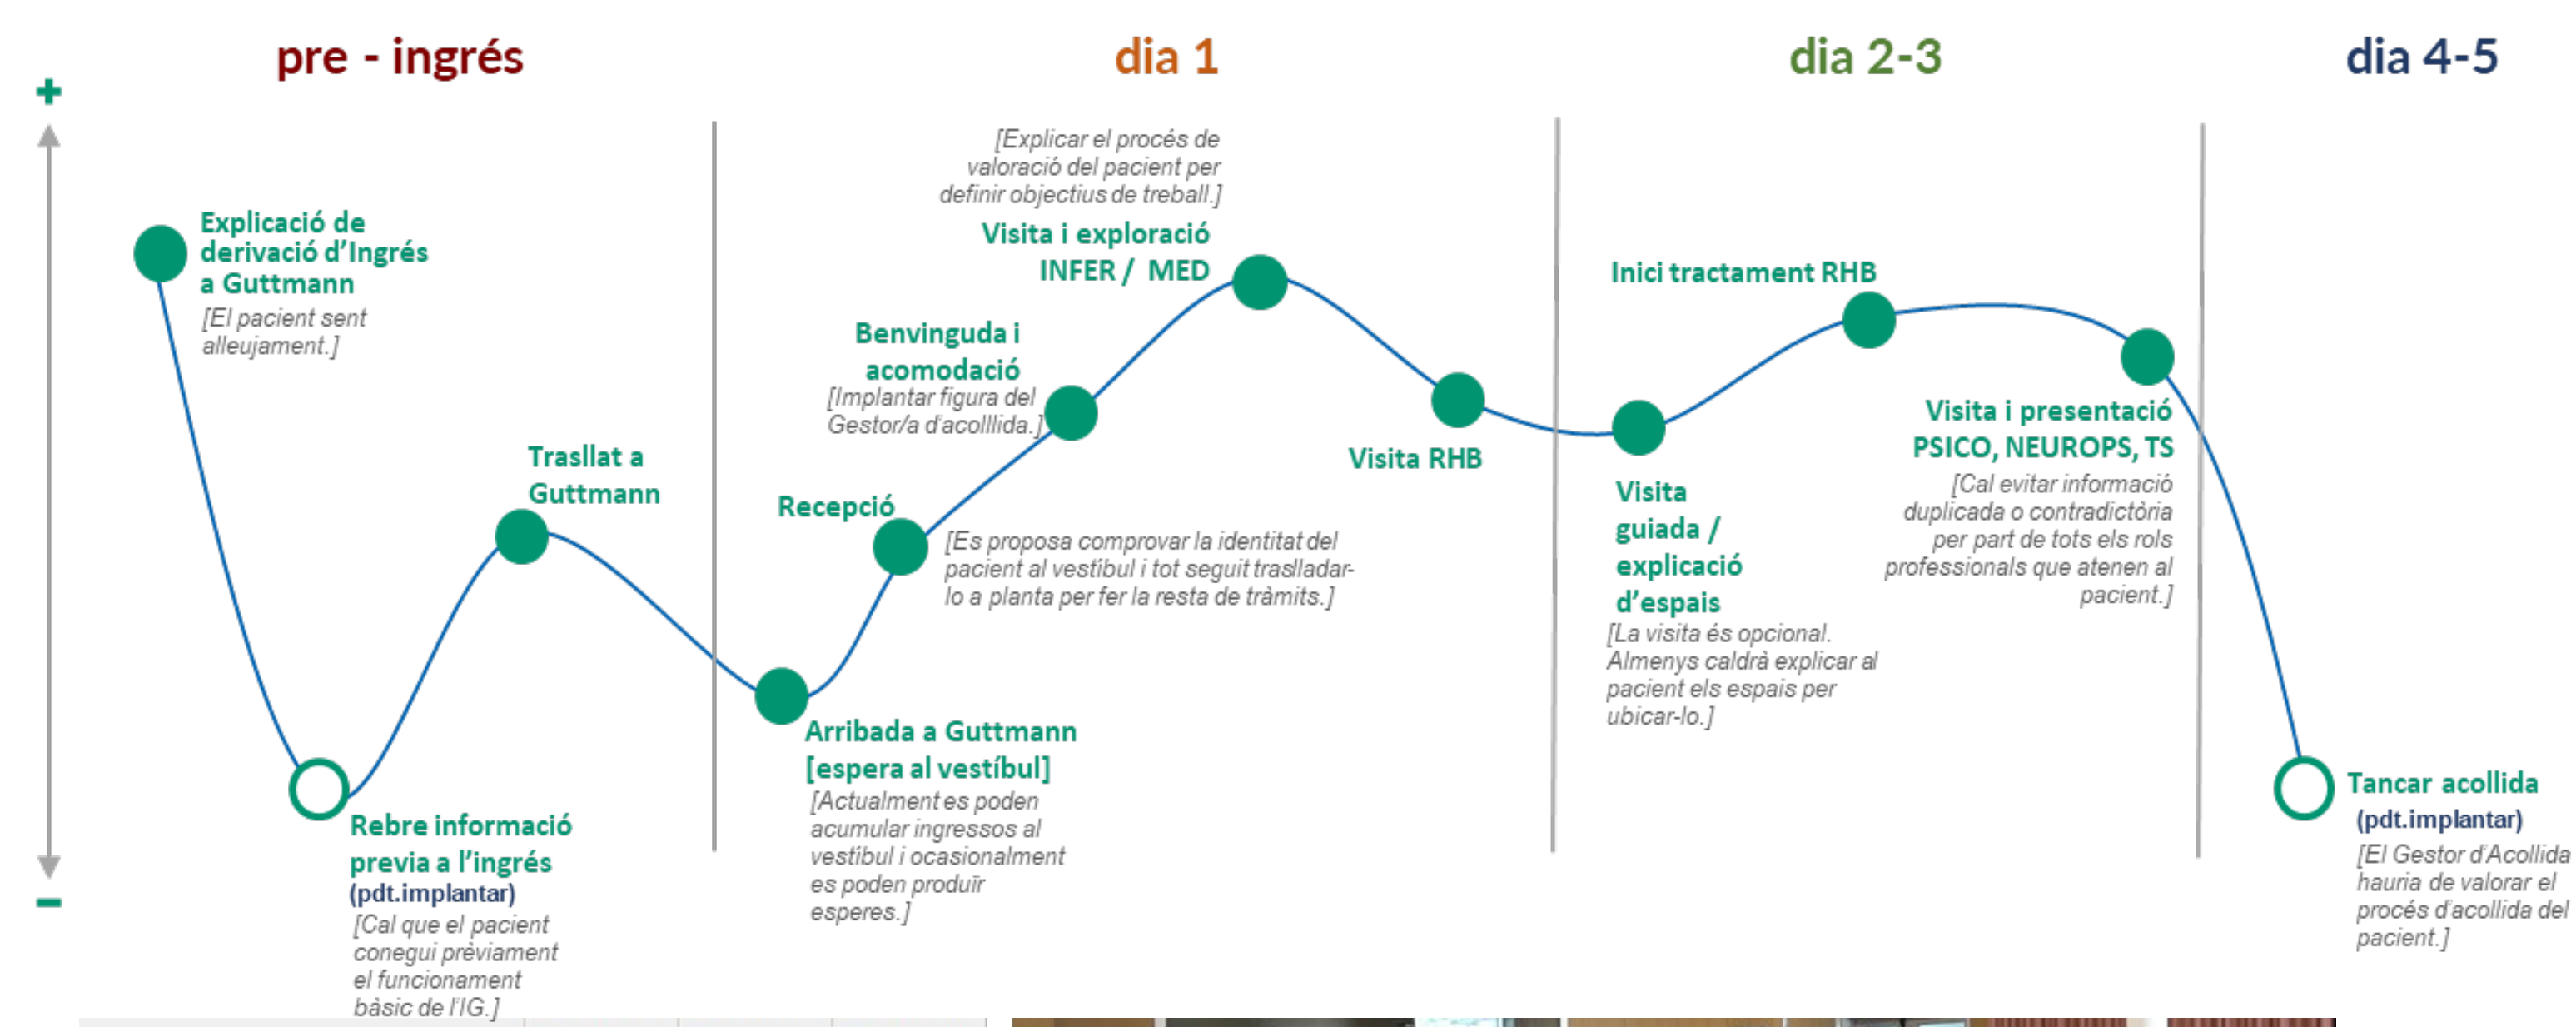 pre - ingrés
dia 1
dia 2-3
dia 4-5
+
Explicació de
derivació d’Ingrés
a Guttmann
[El pacient sent
alleujament.]
Rebre informació
previa a l’ingrés
(pdt.implantar)
[Cal que el pacient
conegui prèviament
el funcionament
bàsic de l’IG.]
Trasllat a
Guttmann
Arribada a Guttmann
[espera al vestíbul]
[Actualment es poden
acumular ingressos al
vestíbul i ocasionalment
es poden produïr
esperes.]
Recepció
[Es proposa comprovar la identitat del
pacient al vestíbul i tot seguit traslladar-
lo a planta per fer la resta de tràmits.]
Benvinguda i
acomodació
[Implantar figura del
Gestor/a d’acolllida.]
[Explicar el procés de
valoració del pacient per
definir objectius de treball.]
Visita i exploració
INFER / MED
Visita RHB
Visita
guiada /
explicació
d’espais
[La visita és opcional.
Almenys caldrà explicar al
pacient els espais per
ubicar-lo.]
Inici tractament RHB
Visita i presentació
PSICO, NEUROPS, TS
[Cal evitar informació
duplicada o contradictòria
per part de tots els rols
professionals que atenen al
pacient.]
Tancar acollida
(pdt.implantar)
[El Gestor d’Acollida
hauria de valorar el
procés d’acollida del
pacient.]
−